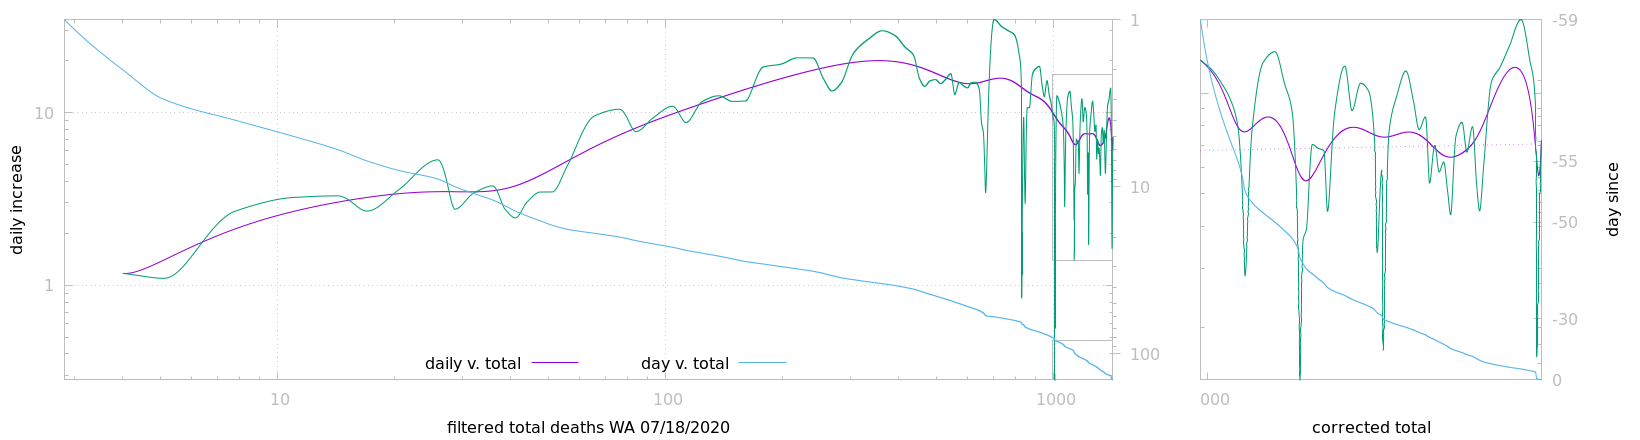 daily increase
10
1
daily v. total
day v. total
10
100
1000
filtered total deaths WA 07/18/2020
1
10
100
000
corrected total
-59
-55
-50
-30
0
day since